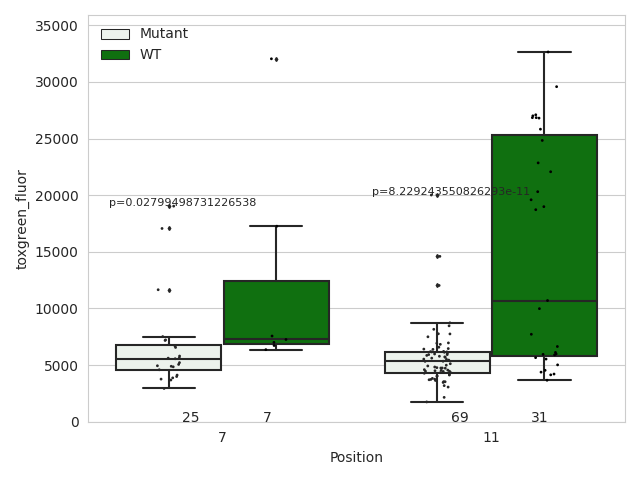 Mutant
WT
35000
30000
25000
20000
15000
10000
5000
0
toxgreen_fluor
p=0.02799498731226538
p=8.229243550826293e-11
25 7 69 31
7 11
Position